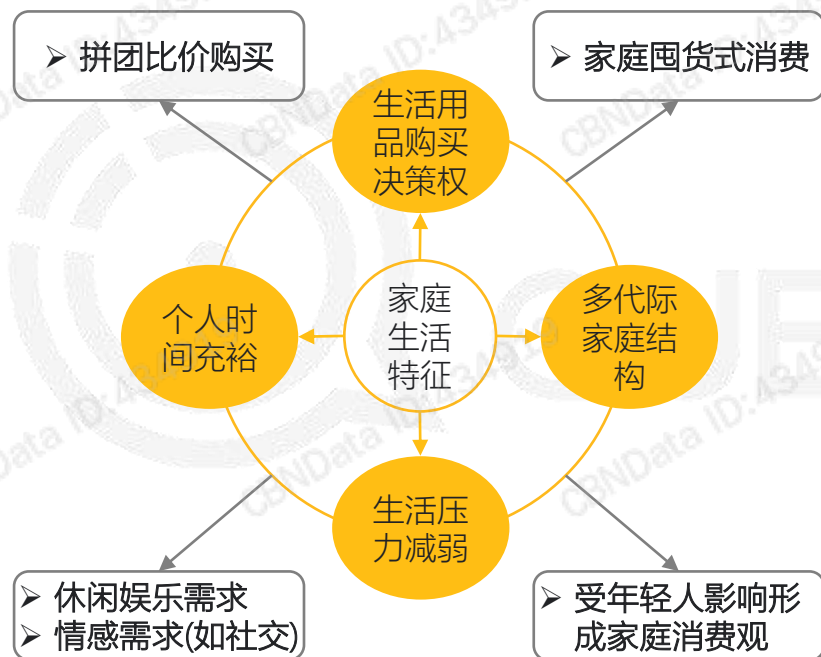 ➢ 拼团比价购买
➢ 家庭囤货式消费
生活用
品购买
决策权
个人时
间充裕
家庭
生活
特征
多代际
家庭结
构
生活压
力减弱
➢ 休闲娱乐需求
➢ 情感需求(如社交)
➢ 受年轻人影响形
成家庭消费观